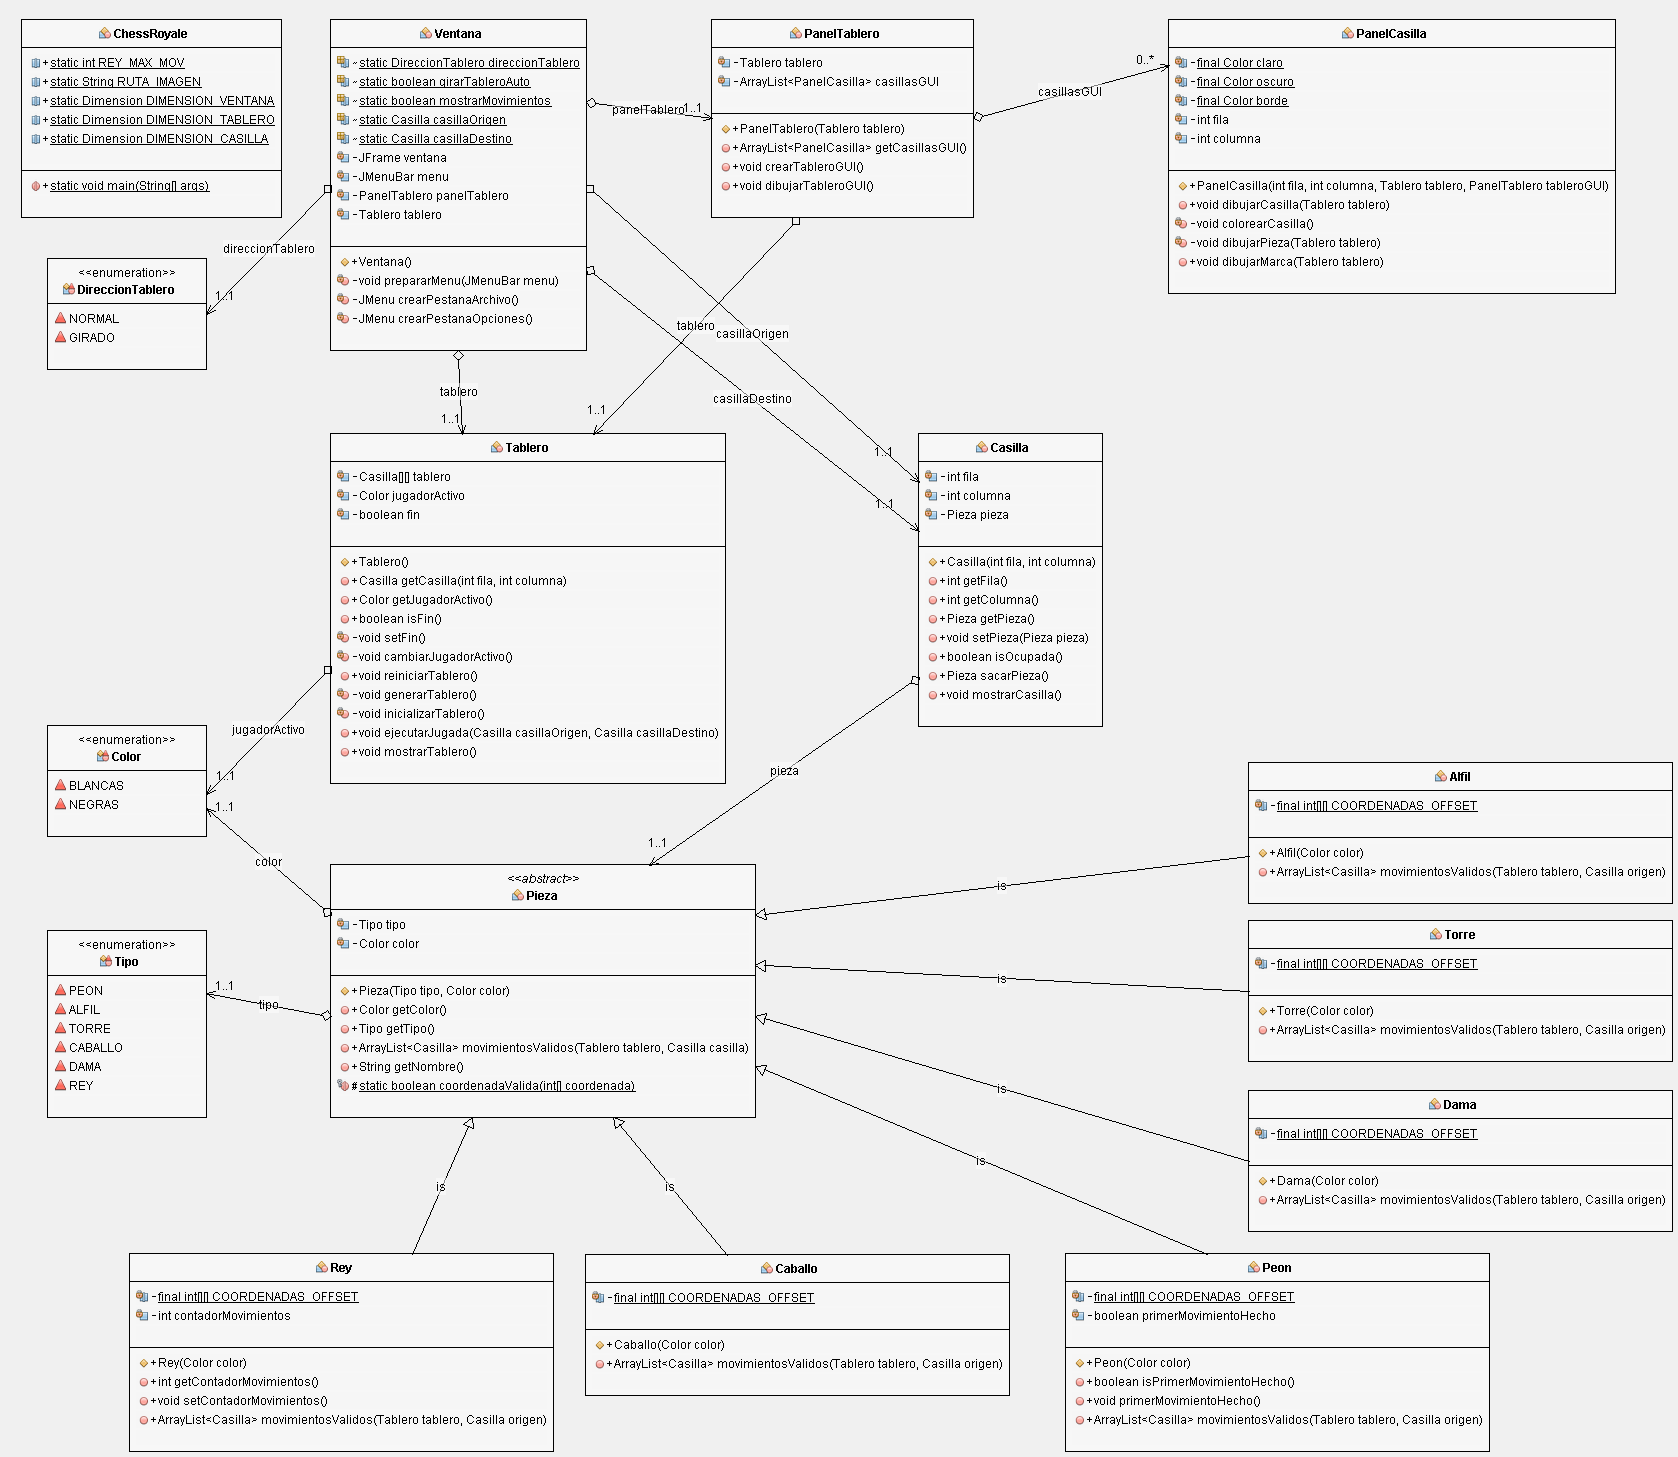 ChessRoyale
+static int REY_MAX_MOV
+static String RUTA_IMAGEN
+static Dimension DIMENSION_VENTANA
+static Dimension DIMENSION_TABLERO
+static Dimension DIMENSION_CASILLA
+static void main(String[] args)
Ventana
~static DireccionTablero direccionTablero
~static boolean girarTableroAuto
~static boolean mostrarMovimientos
~static Casilla casillaOrigen
~static Casilla casillaDestino
-JFrame ventana
-JMenuBar menu
-PanelTablero panelTablero
-Tablero tablero
+Ventana()
-void prepararMenu(JMenuBar menu)
-JMenu crearPestanaArchivo()
-JMenu crearPestanaOpciones()
PanelTablero
-Tablero tablero
-ArrayList<PanelCasilla> casillasGUI
+PanelTablero(Tablero tablero)
+ArrayList<PanelCasilla> getCasillasGUI()
+void crearTableroGUI()
+void dibujarTableroGUI()
PanelCasilla
-final Color claro
-final Color oscuro
-final Color borde
-int fila
-int columna
+PanelCasilla(int fila, int columna, Tablero tablero, PanelTablero tableroGUI)
+void dibujarCasilla(Tablero tablero)
-void colorearCasilla()
-void dibujarPieza(Tablero tablero)
+void dibujarMarca(Tablero tablero)
panelTablero
1..1
casillasGUI
0..*
direccionTablero
1..1
tablero
1..1
tablero
1..1
casillaOrigen
1..1
casillaDestino
1..1
<<enumeration>>
DireccionTablero
NORMAL
GIRADO
Tablero
-Casilla[][] tablero
-Color jugadorActivo
-boolean fin
+Tablero()
+Casilla getCasilla(int fila, int columna)
+Color getJugadorActivo()
+boolean isFin()
-void setFin()
-void cambiarJugadorActivo()
+void reiniciarTablero()
-void generarTablero()
-void inicializarTablero()
+void ejecutarJugada(Casilla casillaOrigen, Casilla casillaDestino)
+void mostrarTablero()
Casilla
-int fila
-int columna
-Pieza pieza
+Casilla(int fila, int columna)
+int getFila()
+int getColumna()
+Pieza getPieza()
+void setPieza(Pieza pieza)
+boolean isOcupada()
+Pieza sacarPieza()
+void mostrarCasilla()
jugadorActivo
1..1
color
1..1
pieza
1..1
tipo
1..1
<<enumeration>>
Color
BLANCAS
NEGRAS
<<enumeration>>
Tipo
PEON
ALFIL
TORRE
CABALLO
DAMA
REY
<<abstract>>
Pieza
-Tipo tipo
-Color color
+Pieza(Tipo tipo, Color color)
+Color getColor()
+Tipo getTipo()
+ArrayList<Casilla> movimientosValidos(Tablero tablero, Casilla casilla)
+String getNombre()
#static boolean coordenadaValida(int[] coordenada)
Alfil
-final int[][] COORDENADAS_OFFSET
+Alfil(Color color)
+ArrayList<Casilla> movimientosValidos(Tablero tablero, Casilla origen)
is
Torre
-final int[][] COORDENADAS_OFFSET
+Torre(Color color)
+ArrayList<Casilla> movimientosValidos(Tablero tablero, Casilla origen)
is
Dama
-final int[][] COORDENADAS_OFFSET
+Dama(Color color)
+ArrayList<Casilla> movimientosValidos(Tablero tablero, Casilla origen)
is
is
is
is
Rey
-final int[][] COORDENADAS_OFFSET
-int contadorMovimientos
+Rey(Color color)
+int getContadorMovimientos()
+void setContadorMovimientos()
+ArrayList<Casilla> movimientosValidos(Tablero tablero, Casilla origen)
Caballo
-final int[][] COORDENADAS_OFFSET
+Caballo(Color color)
+ArrayList<Casilla> movimientosValidos(Tablero tablero, Casilla origen)
Peon
-final int[][] COORDENADAS_OFFSET
-boolean primerMovimientoHecho
+Peon(Color color)
+boolean isPrimerMovimientoHecho()
+void primerMovimientoHecho()
+ArrayList<Casilla> movimientosValidos(Tablero tablero, Casilla origen)